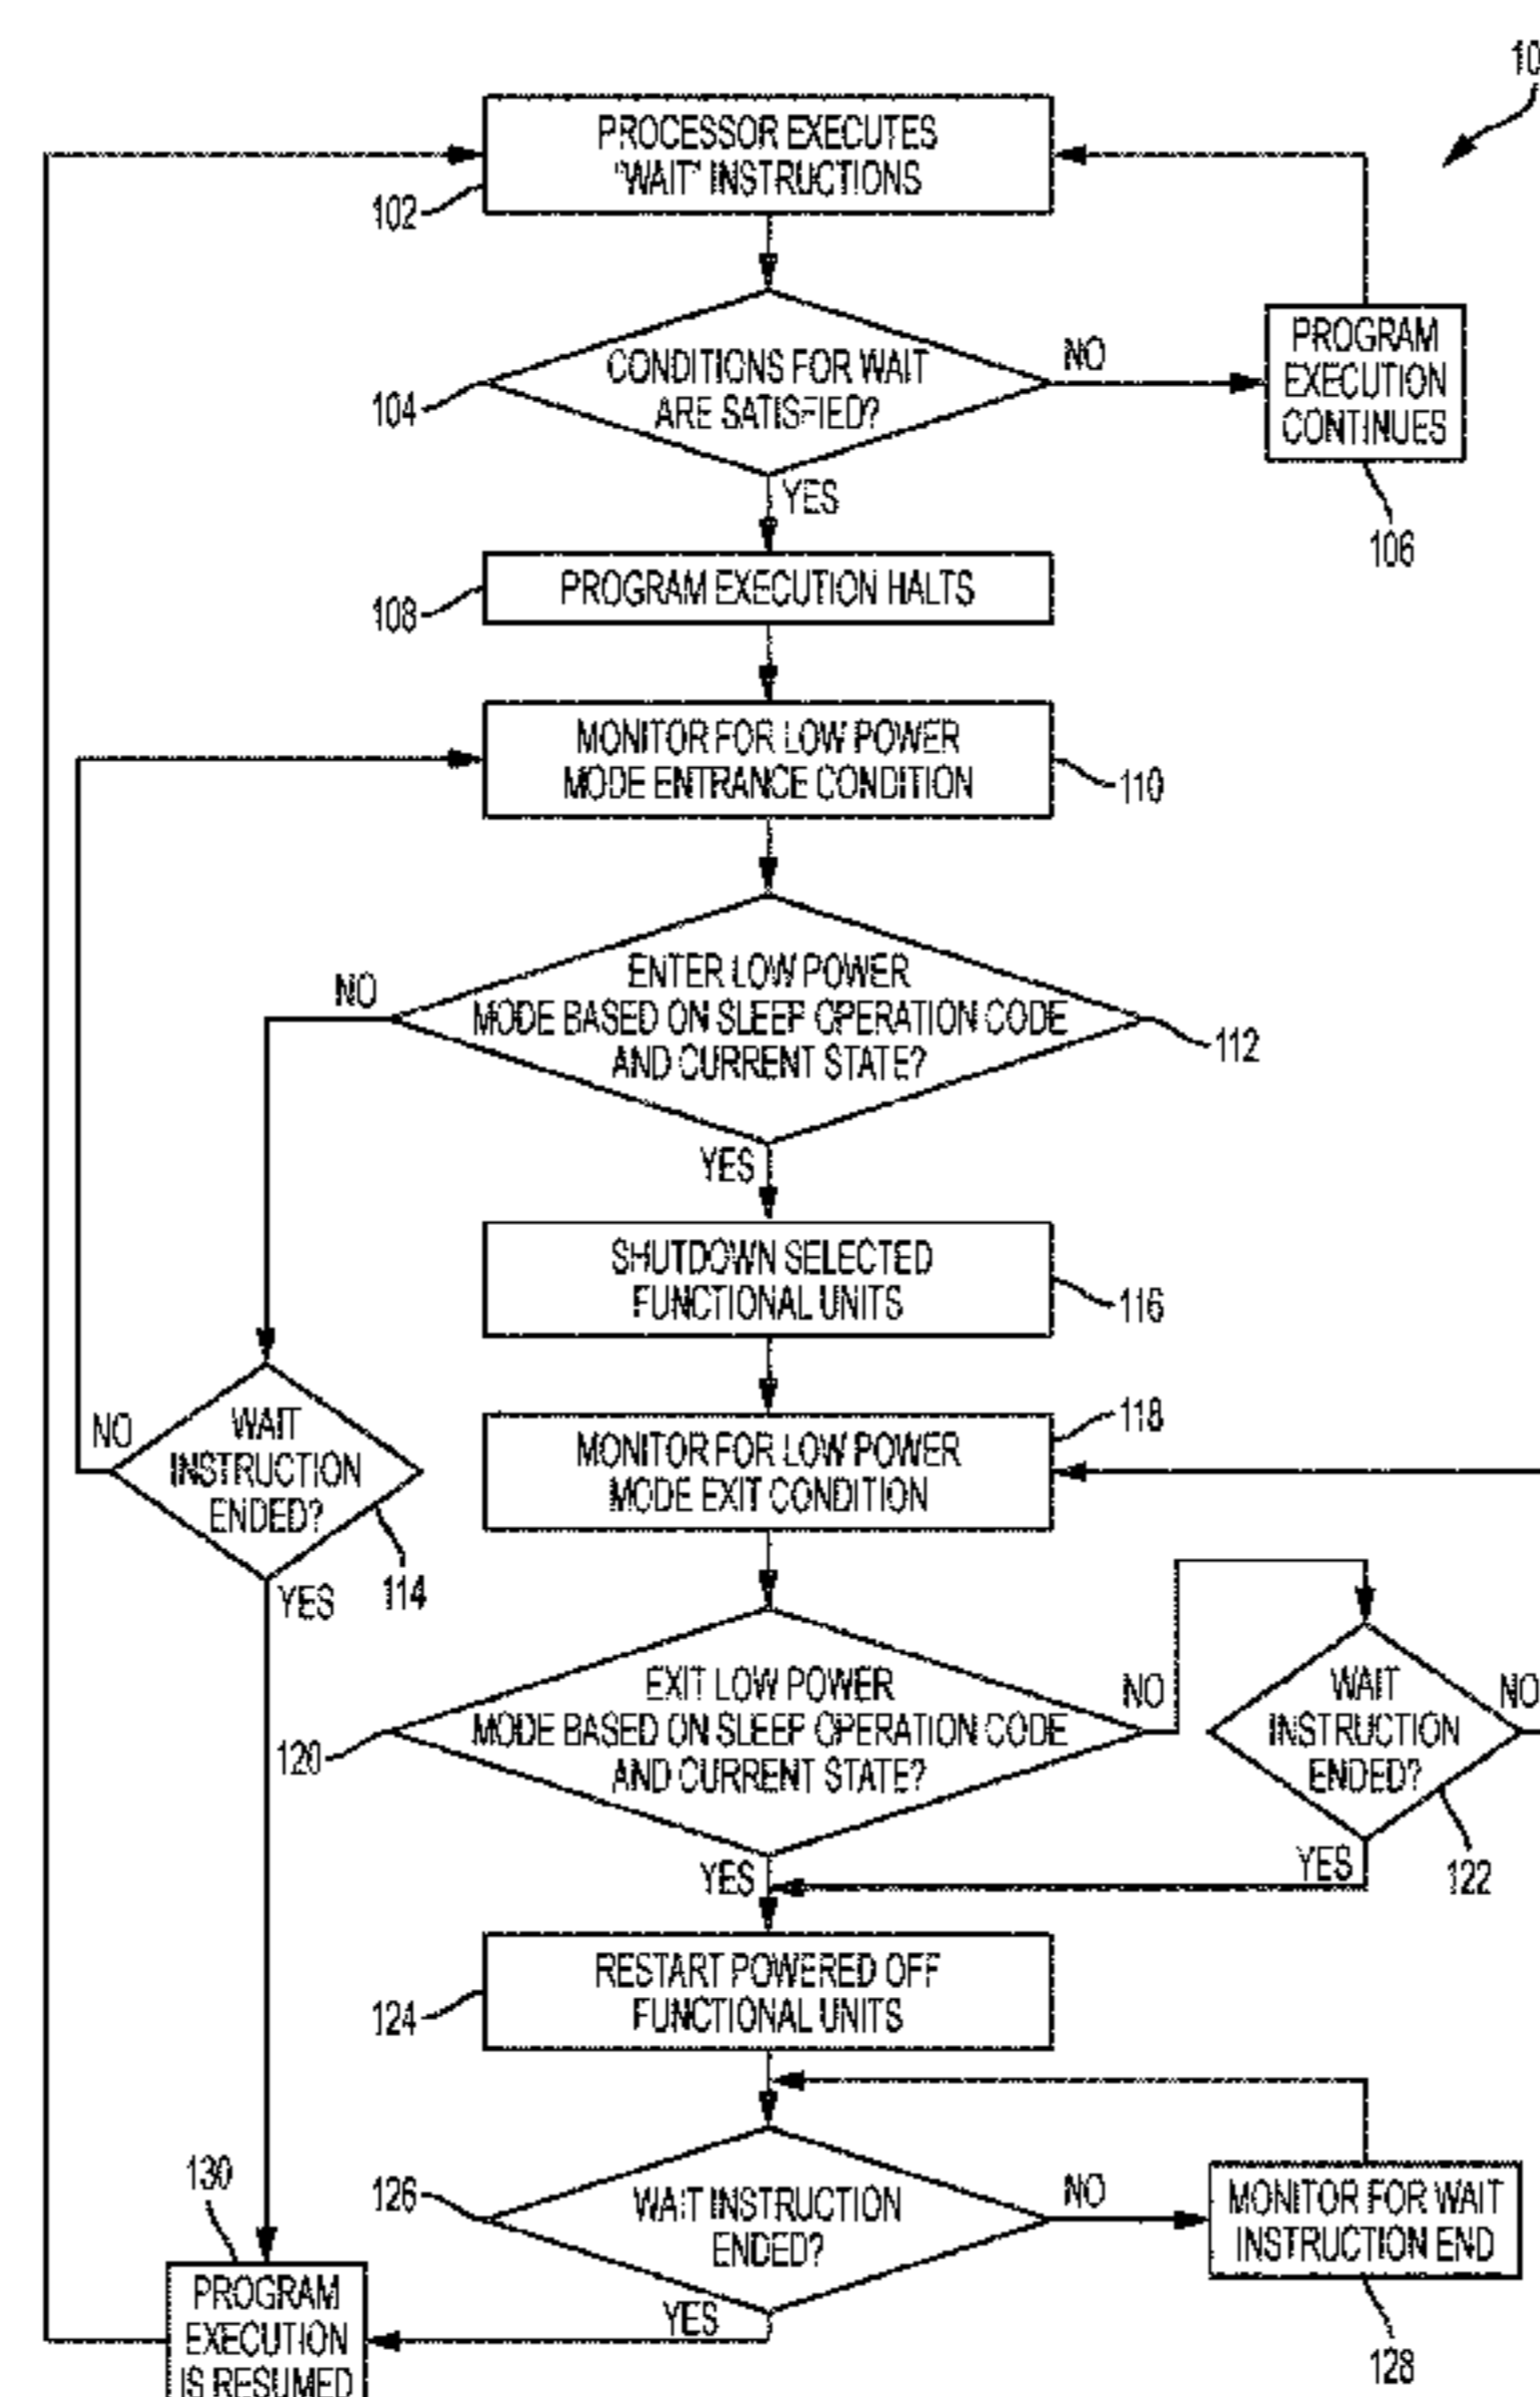 10
PROCESSOR EXECUTES
"WAIT" INSTRUCTIONS
102
CONDITIONS FOR WAIT
ARE SATISFIED?
104
NO
PROGRAM
EXECUTION
CONTINUES
106
YES
PROGRAM EXECUTION HALTS
108
MONITOR FOR LOW POWER
MODE ENTRANCE CONDITION
110
ENTER LOW POWER
MODE BASED ON SLEEP OPERATION CODE
AND CURRENT STATE?
NO
112
YES
SHUTDOWN SELECTED
FUNCTIONAL UNITS
116
WAIT
INSTRUCTION
ENDED?
NO
114
YES
MONITOR FOR LOW POWER
MODE EXIT CONDITION
118
EXIT LOW POWER
MODE BASED ON SLEEP OPERATION CODE
AND CURRENT STATE?
120
NO
WAIT
INSTRUCTION
ENDED?
NO
122
YES
YES
RESTART POWERED OFF
FUNCTIONAL UNITS
124
WAIT INSTRUCTION
ENDED?
126
NO
MONITOR FOR WAIT
INSTRUCTION END
128
YES
130
PROGRAM
EXECUTION
IS RESUMED